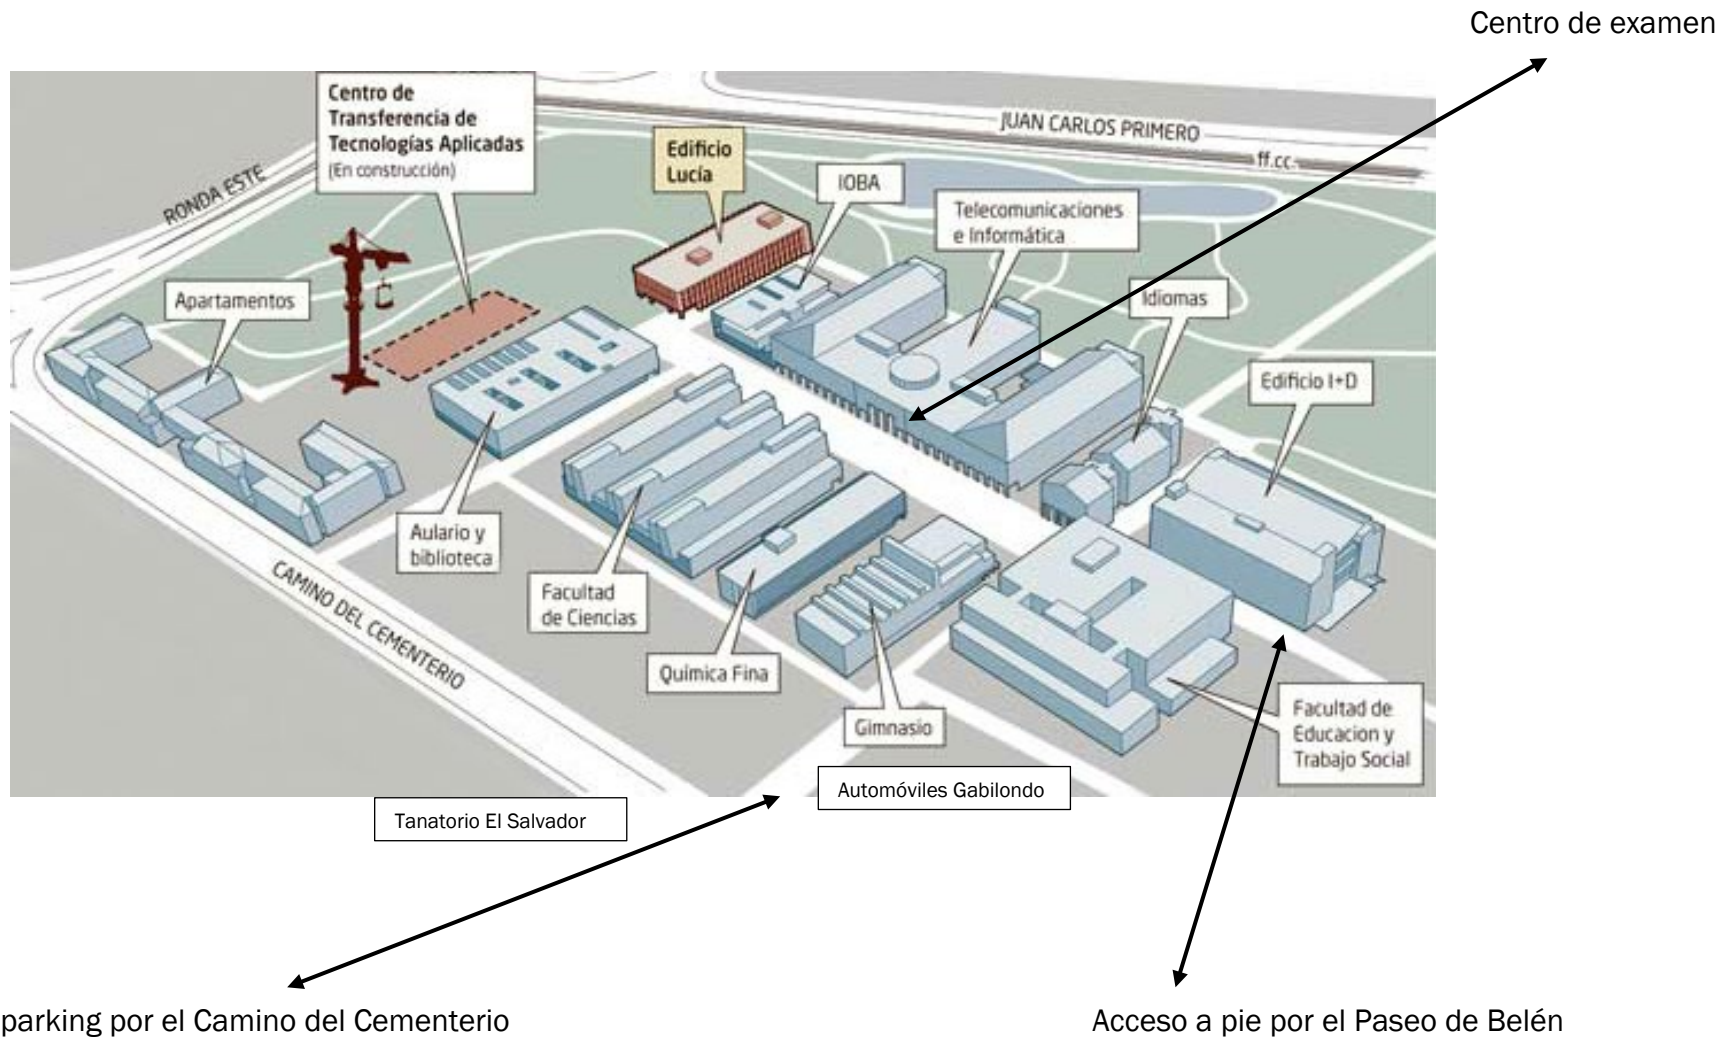 Centro de examen
Centro de
Transferencia de
Tecnologías Aplicadas
(En construcción)
JUAN CARLOS PRIMERO
ff.cc.
Edificio
Lucía
IOBA
RONDA ESTE
Telecomunicaciones
e Informática
Apartamentos
Idiomas
Edificio I+D
Aulario y
biblioteca
CAMINO DEL CEMENTERIO
Facultad
de Ciencias
Química Fina
Gimnasio
Facultad de
Educacion y
Trabajo Social
Automóviles Gabilondo
Tanatorio El Salvador
parking por el Camino del Cementerio
Acceso a pie por el Paseo de Belén